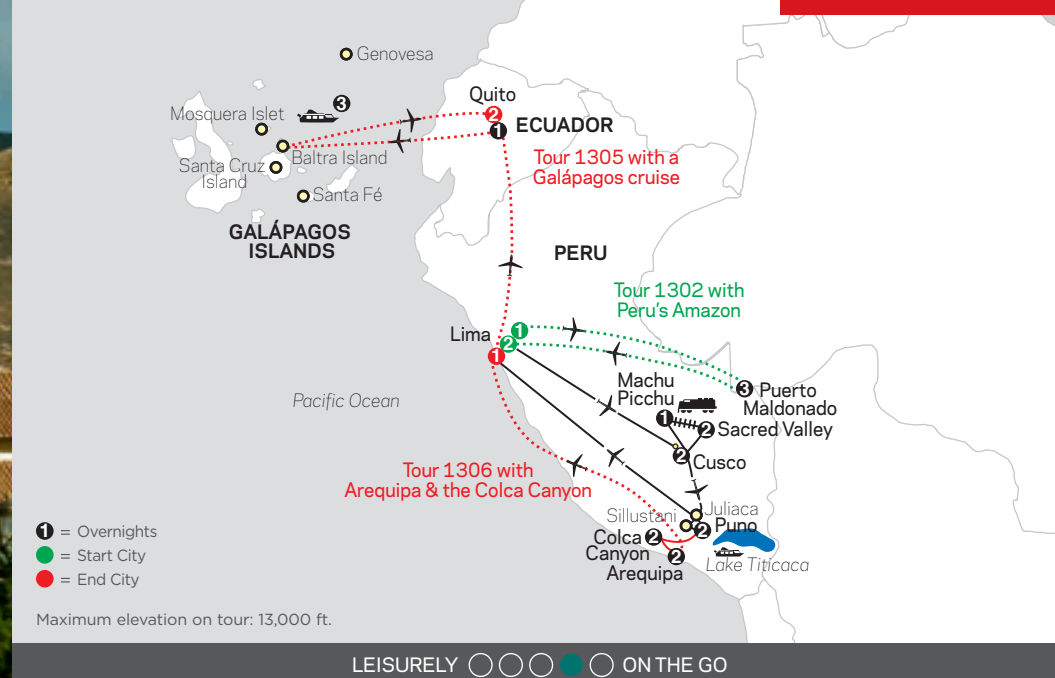 Genovesa
3
Mosquera Islet
Quito
2
1
ECUADOR
Baltra Island
Santa Cruz
Island
Tour 1305 with a
Galápagos cruise
Santa Fé
GALÁPAGOS
ISLANDS
PERU
Tour 1302 with
Peru's Amazon
Lima
1
2
1
Machu
Picchu
1
3
Puerto
Maldonado
2
Sacred Valley
Pacific Ocean
2
Cusco
Tour 1306 with
Arequipa & the Colca Canyon
Sillustani
Juliaca
2
Puno
Colca
Canyon
2
2
Arequipa
Lake Titicaca
1 = Overnights
= Start City
= End City
Maximum elevation on tour: 13,000 ft.
LEISURELY ON THE GO